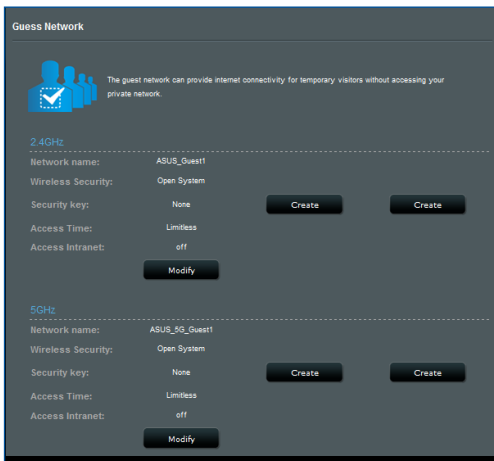 Guess Network
The guest network can provide internet connectivity for temporary visitors without accessing your
private network.
2.4GHz
Network name: ASUS_Guest1
Wireless Security: Open System
Security key: None Create Create
Access Time: Limitless
Access Intranet: off
Modify
5GHz
Network name: ASUS_5G_Guest1
Wireless Security: Open System
Security key: None Create Create
Access Time: Limitless
Access Intranet: off
Modify